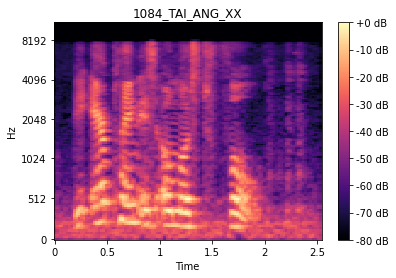 1084_TAI_ANG_XX
+0 dB
8192
-10 dB
4096
-20 dB
-30 dB
2048
Hz
-40 dB
1024
-50 dB
512
-60 dB
-70 dB
0
-80 dB
0 0.5 1 1.5 2 2.5
Time